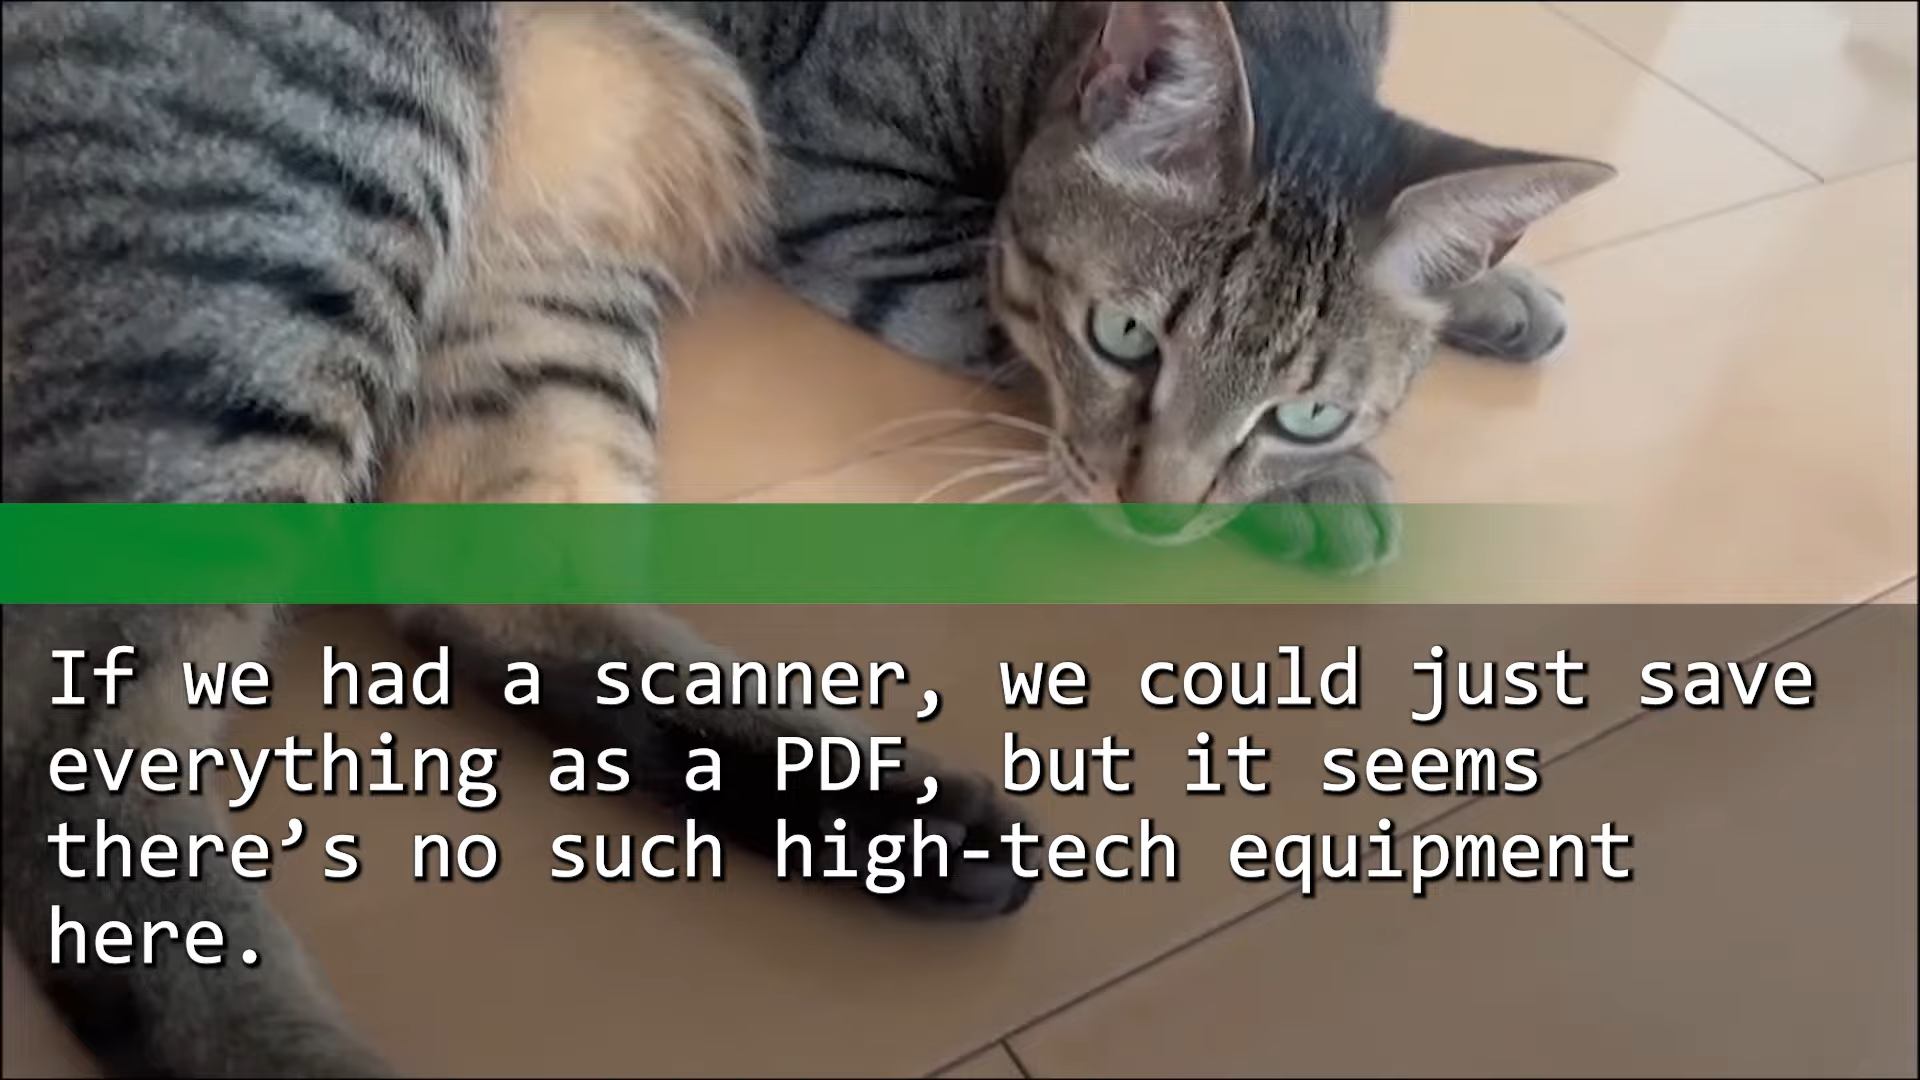 If we had a scanner, we could just save
everything as a PDF, but it seems
there’s no such high-tech equipment
here.